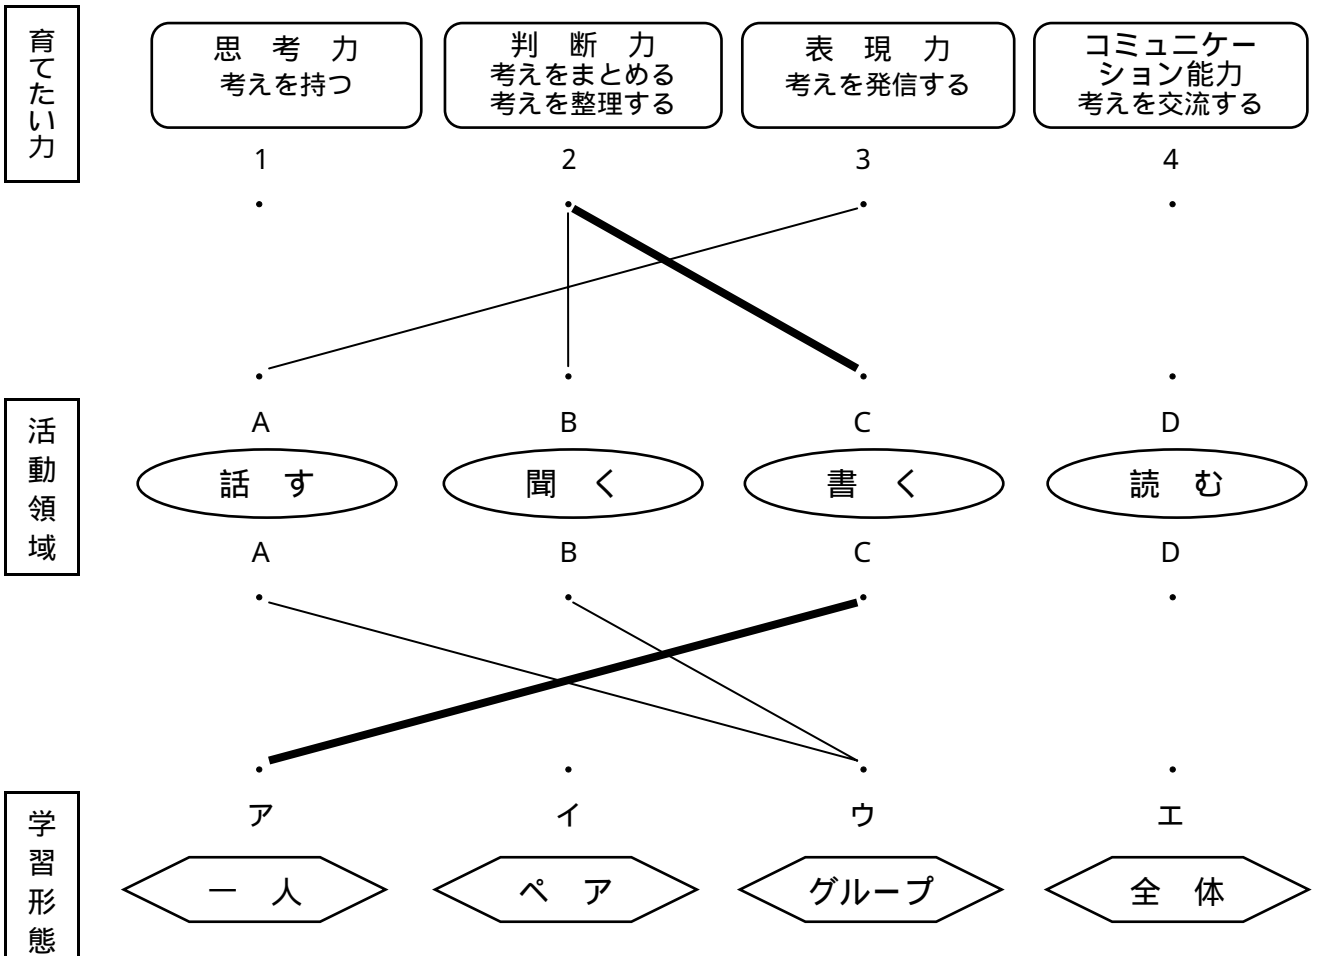 育てたい力
思 考 力
考えを持つ
判 断 力
考えをまとめる
考えを整理する
表 現 力
考えを発信する
コミュニケー
ション能力
考えを交流する
1
2
3
4
活動領域
A
B
C
D
話 す
聞 く
書 く
読 む
A
B
C
D
学習形態
ア
イ
ウ
エ
一 人
ペ ア
グループ
全 体